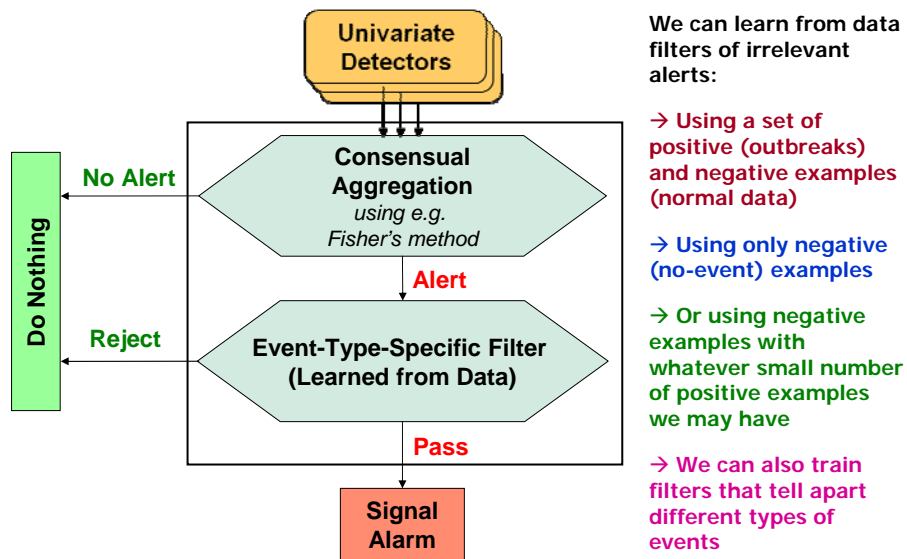 Univariate
Detectors
Consensual
Aggregation
using e.g.
Fisher's method
No Alert
Alert
Do Nothing
Reject
Event-Type-Specific Filter
(Learned from Data)
Pass
Signal
Alarm
We can learn from data
filters of irrelevant
alerts:
→ Using a set of
positive (outbreaks)
and negative examples
(normal data)
→ Using only negative
(no-event) examples
→ Or using negative
examples with
whatever small number
of positive examples
we may have
→ We can also train
filters that tell apart
different types of
events